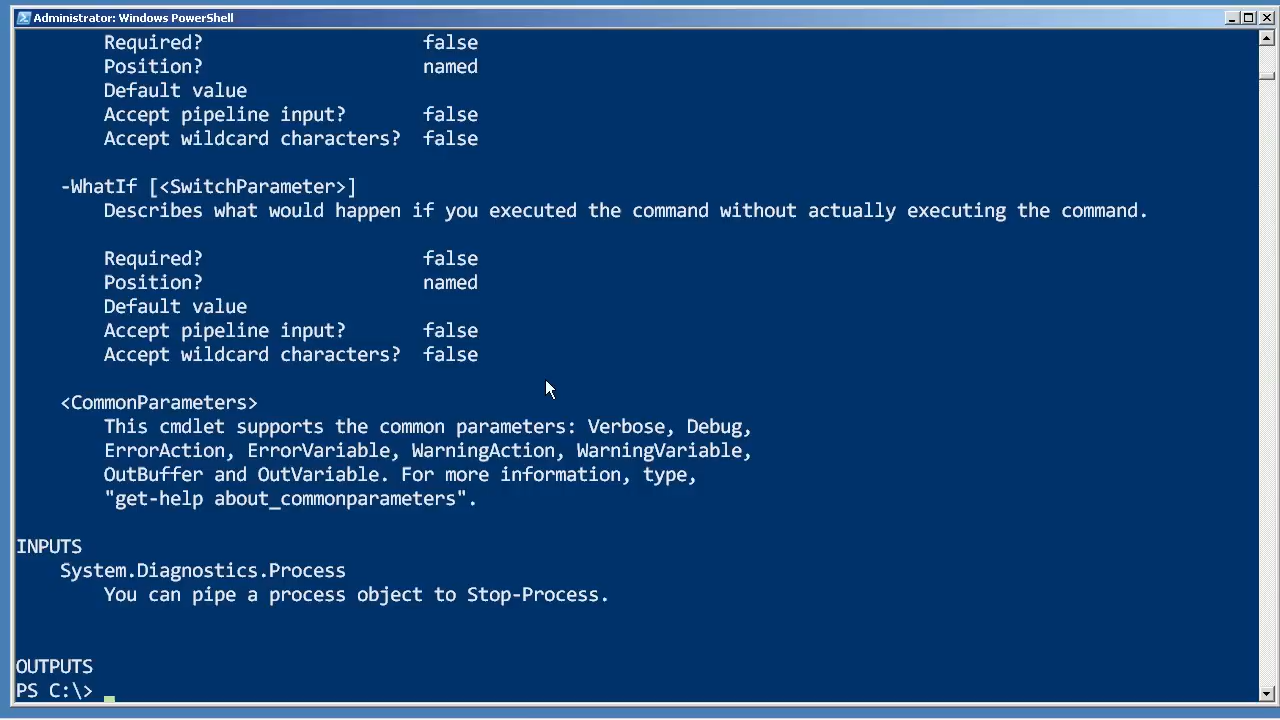 Administrator: Windows PowerShell
Required? false
Position? named
Default value
Accept pipeline input? false
Accept wildcard characters? false
-WhatIf [<SwitchParameter>]
Describes what would happen if you executed the command without actually executing the command.
Required? false
Position? named
Default value
Accept pipeline input? false
Accept wildcard characters? false
<CommonParameters>
This cmdlet supports the common parameters: Verbose, Debug,
ErrorAction, ErrorVariable, WarningAction, WarningVariable,
OutBuffer and OutVariable. For more information, type,
"get-help about_commonparameters".
INPUTS
System.Diagnostics.Process
You can pipe a process object to Stop-Process.
OUTPUTS
PS C:\>